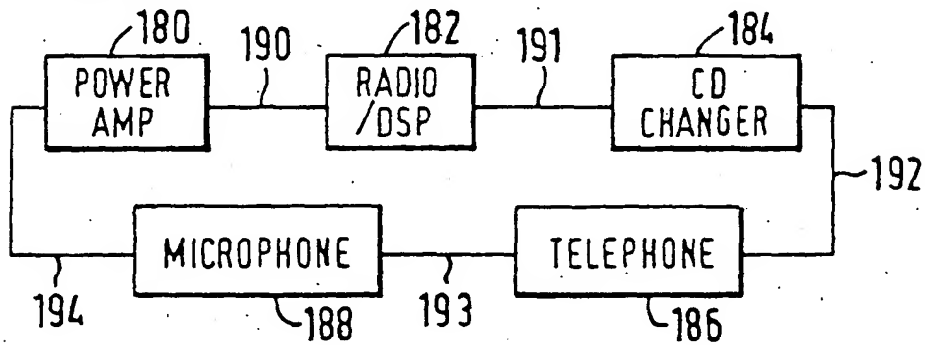 180
190
182
191
184
POWER
AMP
RADIO
/DSP
CD
CHANGER
192
MICROPHONE
TELEPHONE
194
188
193
186